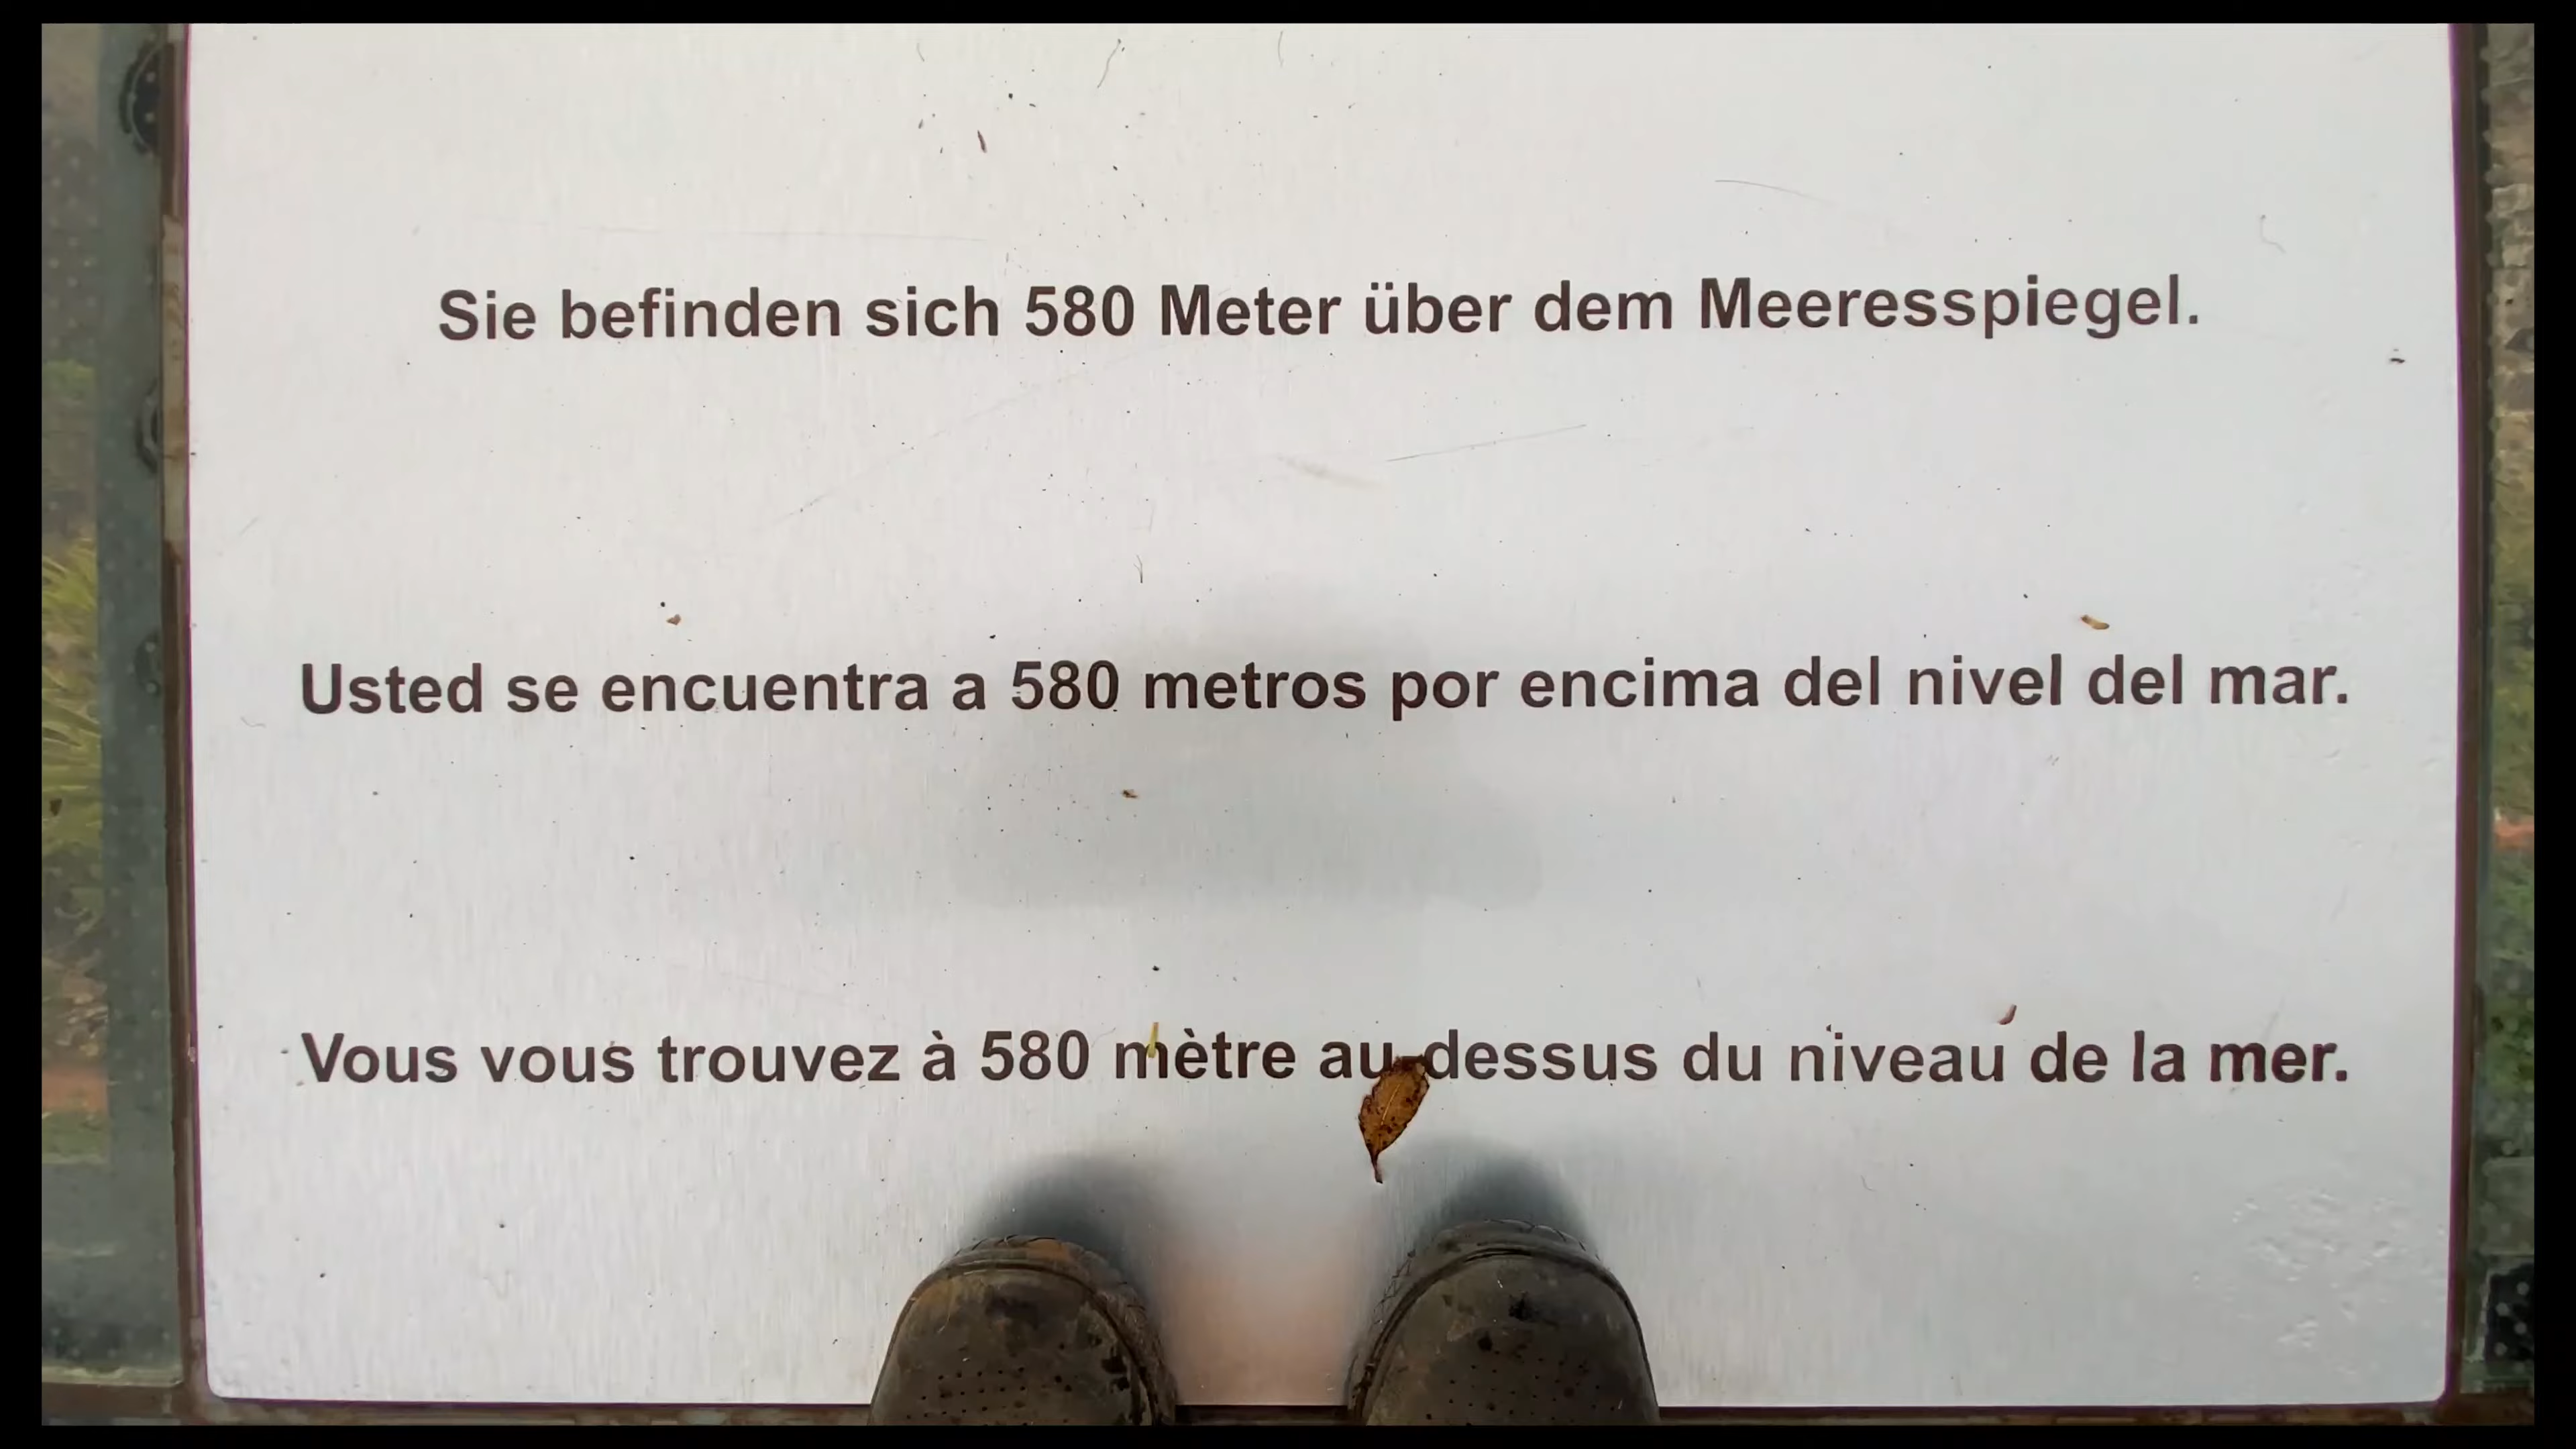 Sie befinden sich 580 Meter über dem Meeresspiegel.
Usted se encuentra a 580 metros por encima del nivel del mar.
Vous vous trouvez à 580 mètre au-dessus du niveau de la mer.